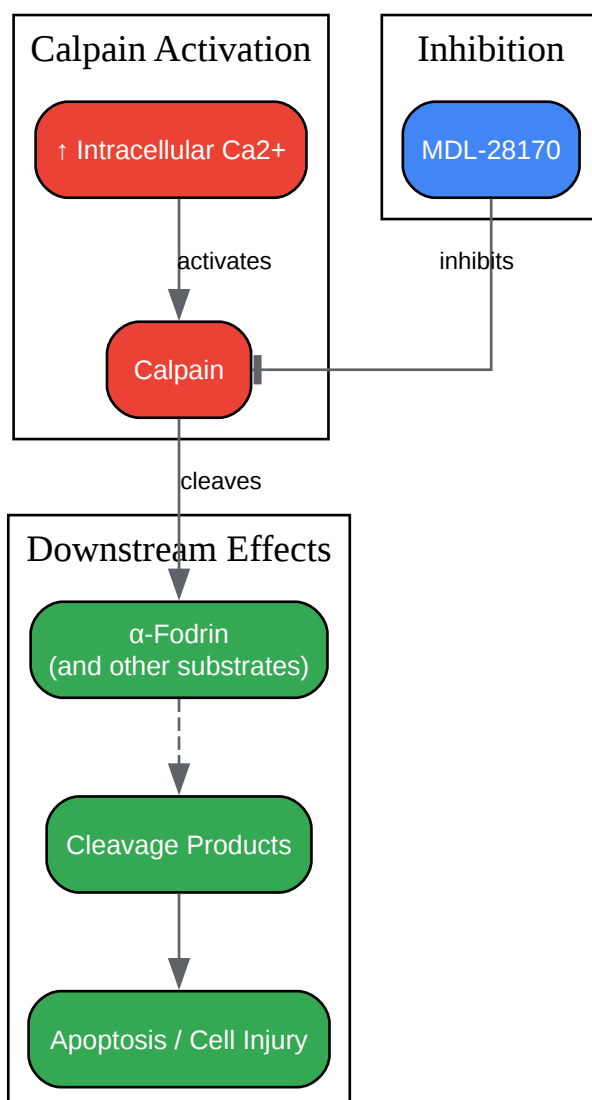 Calpain Activation
Inhibition
↑ Intracellular Ca2+
MDL-28170
activates
inhibits
Calpain
cleaves
Downstream Effects
α-Fodrin
(and other substrates)
Cleavage Products
Apoptosis / Cell Injury